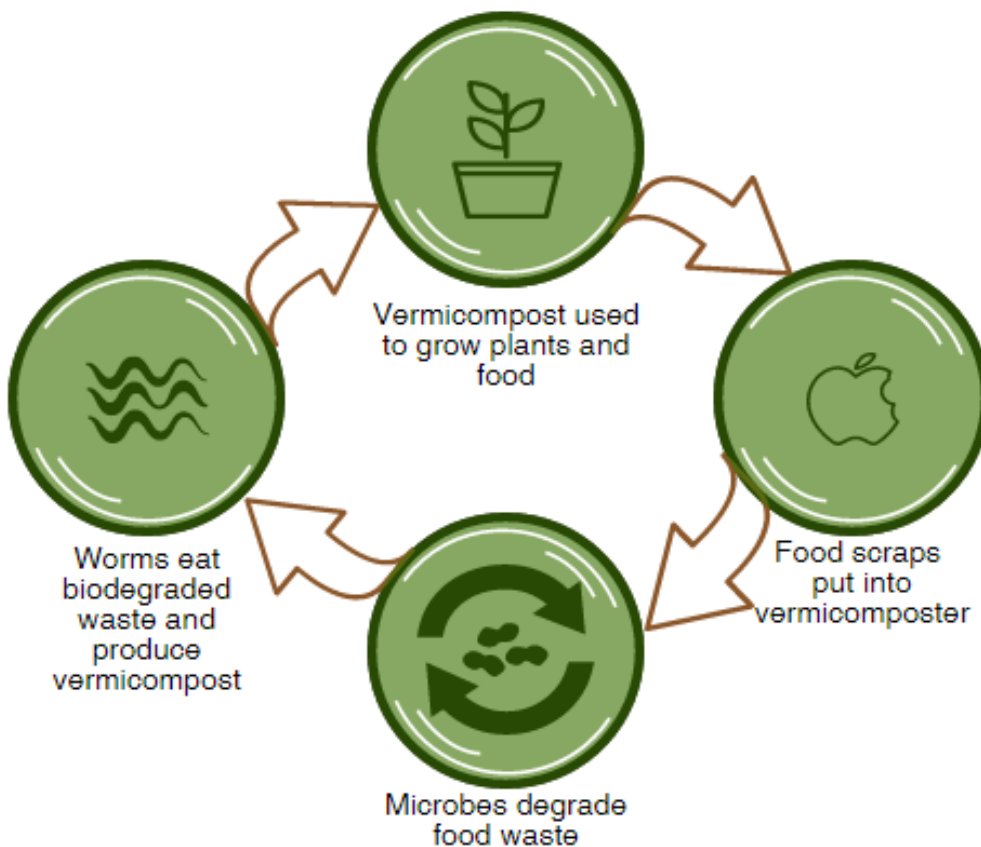 Vermicompost used
to grow plants and
food
Food scraps
put into
vermicomposter
Microbes degrade
food waste
Worms eat
biodegraded
waste and
produce
vermicompost